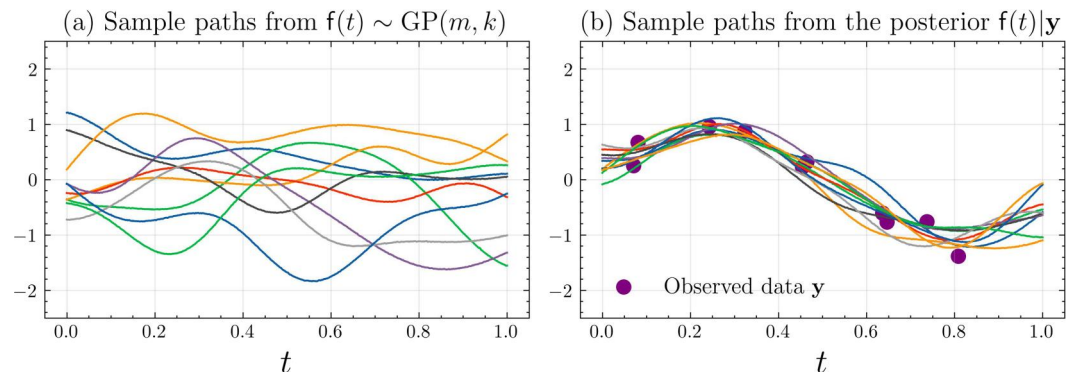 (a) Sample paths from f(t) ∼ GP(m, k)
2
1
0
−1
−2
0.0 0.2 0.4 0.6 0.8 1.0
t
(b) Sample paths from the posterior f(t)|y
2
1
0
−1
−2
Observed data y
0.0 0.2 0.4 0.6 0.8 1.0
t